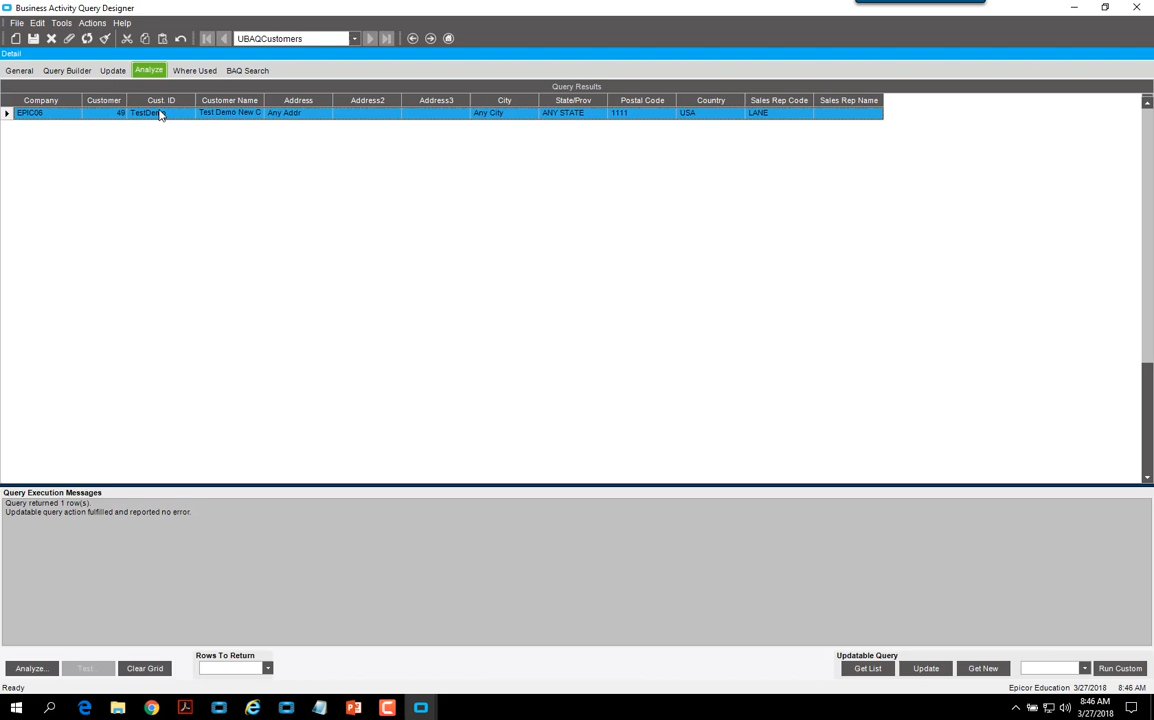 Business Activity Query Designer
File Edit Tools Actions Help
UBAQCustomers
Detail
General Query Builder Update Analyze Where Used BAQ Search
Query Results
Company Customer Cust. ID Customer Name Address Address2 Address3 City State/Prov Postal Code Country Sales Rep Code Sales Rep Name
EPIC06 49 TestDemo Test Demo New C Any Addr Any City ANY STATE 1111 USA LANE
Query Execution Messages
Query returned 1 row(s).
Updatable query action fulfilled and reported no error.
Rows To Return Updatable Query
Analyze... Test... Clear Grid Get List Update Get New Run Custom
Ready Epicor Education 3/27/2018 8:46 AM
8:46 AM
3/27/2018